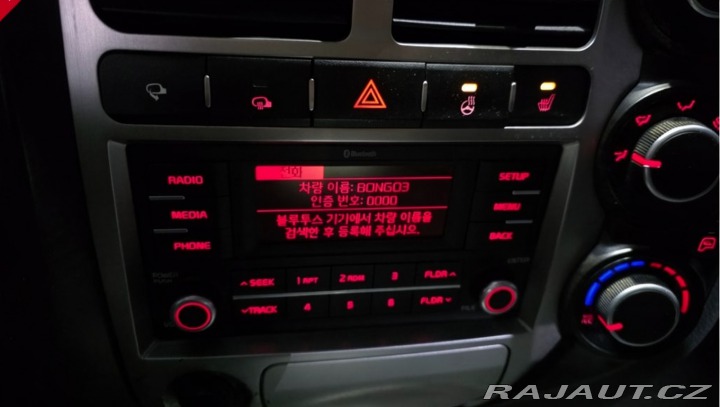 Bluetooth
전화
차량 이름: BONGO3
인증 번호: 0000
블루투스 기기에서 차량 이름을
검색한 후 등록해 주십시오.
RADIO
MEDIA
PHONE
SETUP
MENU
BACK
∧ SEEK
1 RPT
2 RDM
3
FLDR ∧
∨TRACK
4
5
6
FLDR ∨
RAJAUT.CZ